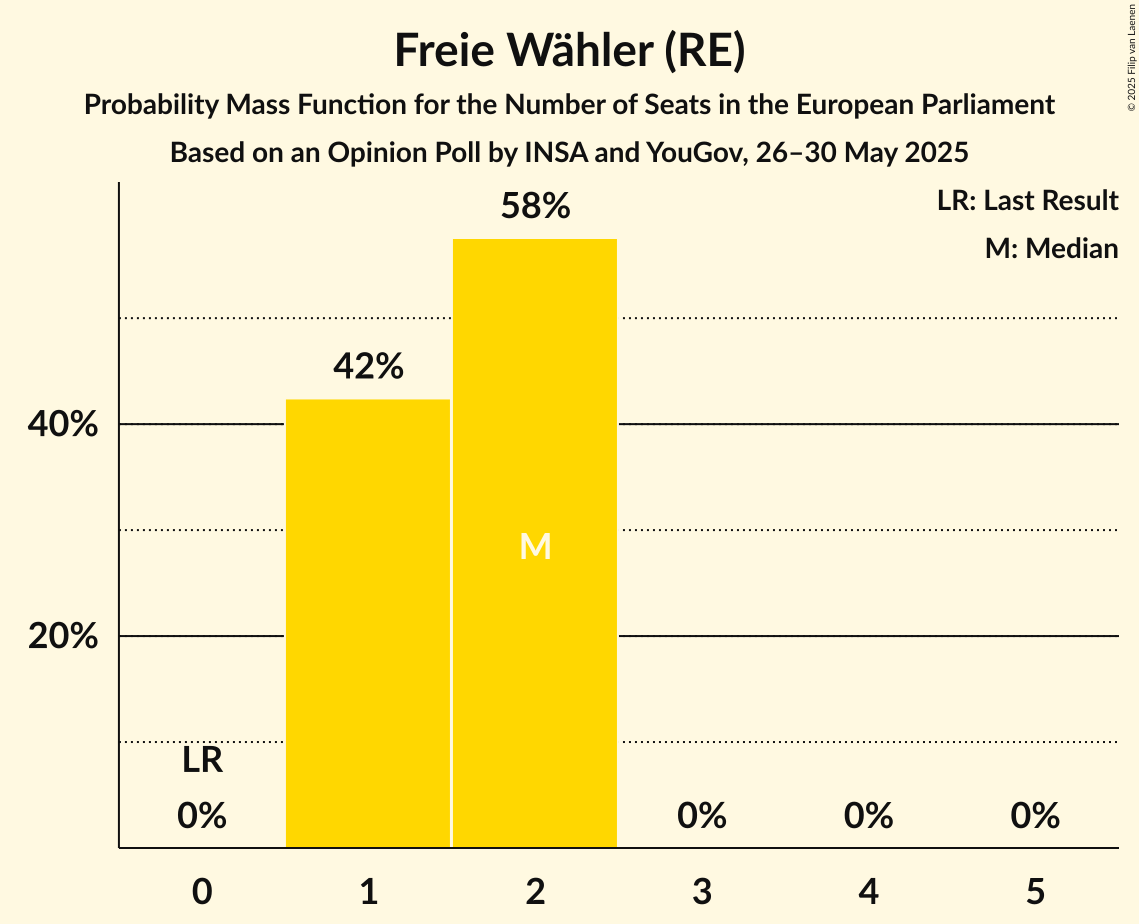 Freie Wähler (RE)
Probability Mass Function for the Number of Seats in the European Parliament
Based on an Opinion Poll by INSA and YouGov, 26–30 May 2025
© 2025 Filip van Laenen
LR: Last Result
M: Median
58%
42%
40%
M
20%
LR
0%
0%
0%
0%
0
1
2
3
4
5